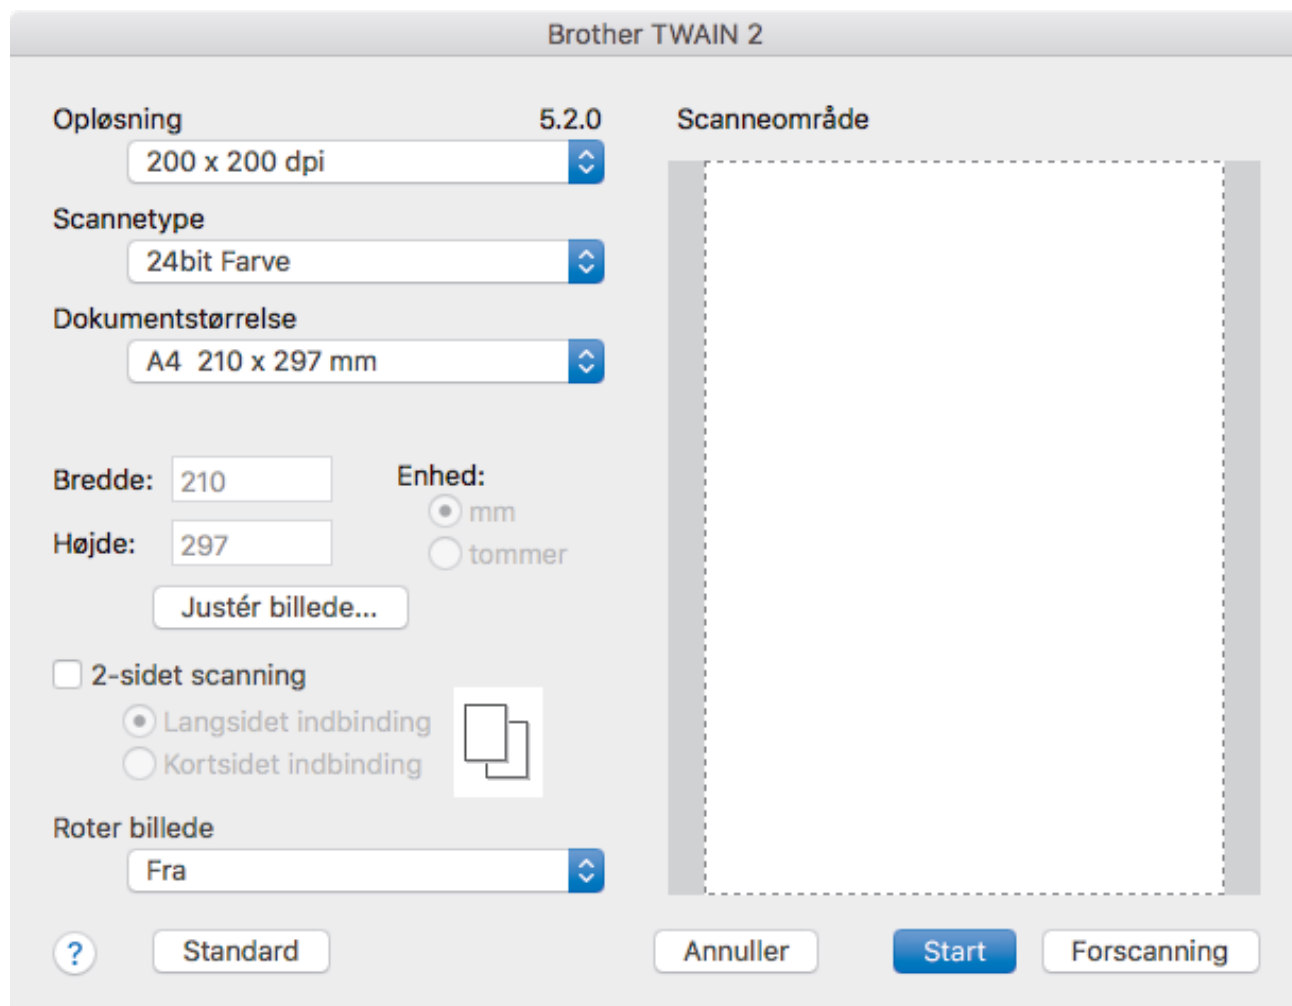 Brother TWAIN 2
Opløsning 5.2.0
200 x 200 dpi
Scannetype
24bit Farve
Dokumentstørrelse
A4 210 x 297 mm
Bredde: 210
Højde: 297
Enhed:
mm
tommer
Justér billede...
2-sidet scanning
Langsidet indbinding
Kortsidet indbinding
Roter billede
Fra
? Standard
Scanneområde
Annuller Start Forscanning